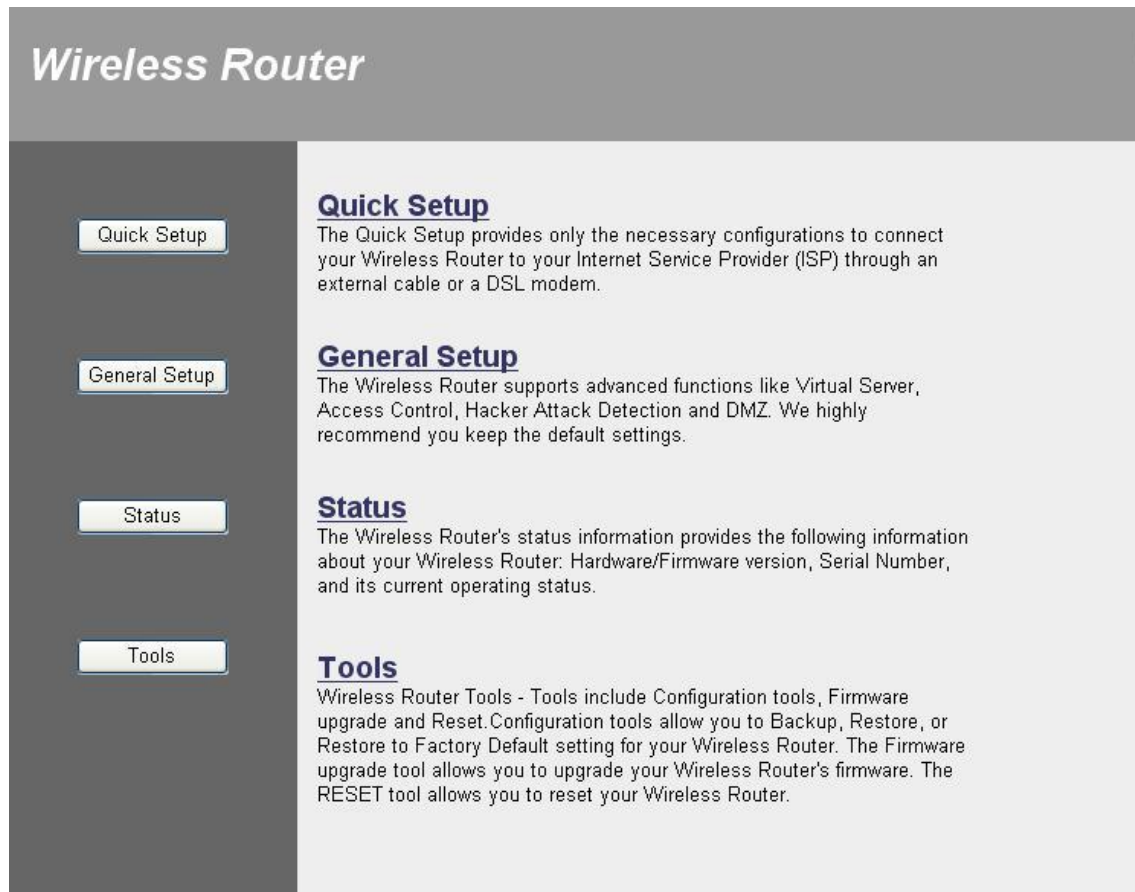 Wireless Router
Quick Setup
Quick Setup
The Quick Setup provides only the necessary configurations to connect
your Wireless Router to your Internet Service Provider (ISP) through an
external cable or a DSL modem.
General Setup
General Setup
The Wireless Router supports advanced functions like Virtual Server,
Access Control, Hacker Attack Detection and DMZ. We highly
recommend you keep the default settings.
Status
Status
The Wireless Router's status information provides the following information
about your Wireless Router: Hardware/Firmware version, Serial Number,
and its current operating status.
Tools
Tools
Wireless Router Tools - Tools include Configuration tools, Firmware
upgrade and Reset.Configuration tools allow you to Backup, Restore, or
Restore to Factory Default setting for your Wireless Router. The Firmware
upgrade tool allows you to upgrade your Wireless Router's firmware. The
RESET tool allows you to reset your Wireless Router.